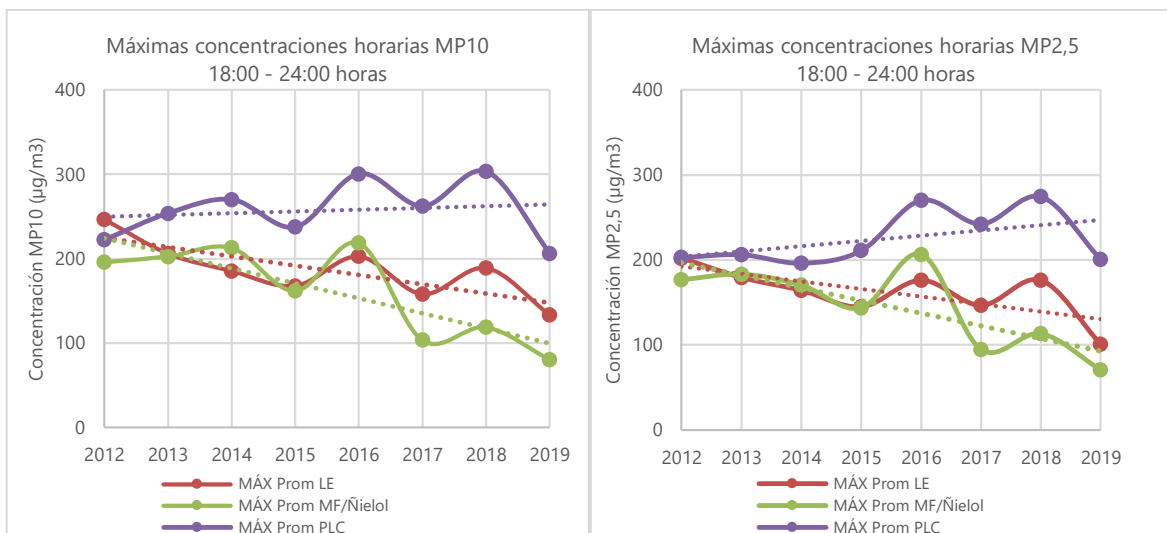 Máximas concentraciones horarias MP10
18:00 - 24:00 horas
Concentración MP10 (µg/m3)
400
300
200
100
0
2012 2013 2014 2015 2016 2017 2018 2019
MÁX Prom LE
MÁX Prom MF/Ñielol
MÁX Prom PLC
Máximas concentraciones horarias MP2,5
18:00 - 24:00 horas
Concentración MP2,5 (µg/m3)
400
300
200
100
0
2012 2013 2014 2015 2016 2017 2018 2019
MÁX Prom LE
MÁX Prom MF/Ñielol
MÁX Prom PLC